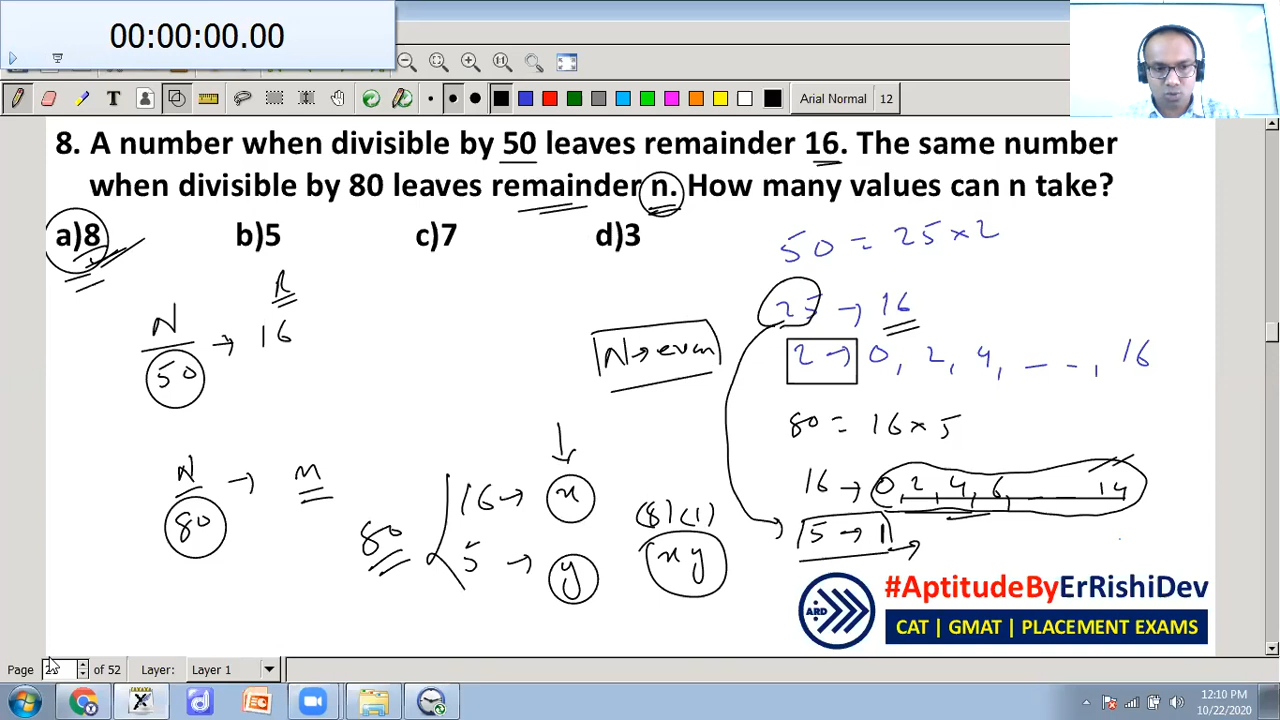 00:00:00.00
Arial Normal 12
8. A number when divisible by 50 leaves remainder 16. The same number
when divisible by 80 leaves remainder n. How many values can n take?
a)8 b)5 c)7 d)3
50 = 25×2
R
N
50 → 16
N → even
25 → 16
2 → 0, 2, 4, _ _ -, 16
80 = 16×5
N
80 → n
80
16 → x
5 → y
(8)(1)
xy
16 → 0, 2, 4, 6, 14
5 → 1
#AptitudeByErRishiDev
ARD
CAT | GMAT | PLACEMENT EXAMS
Page of 52 Layer: Layer 1
12:10 PM
10/22/2020